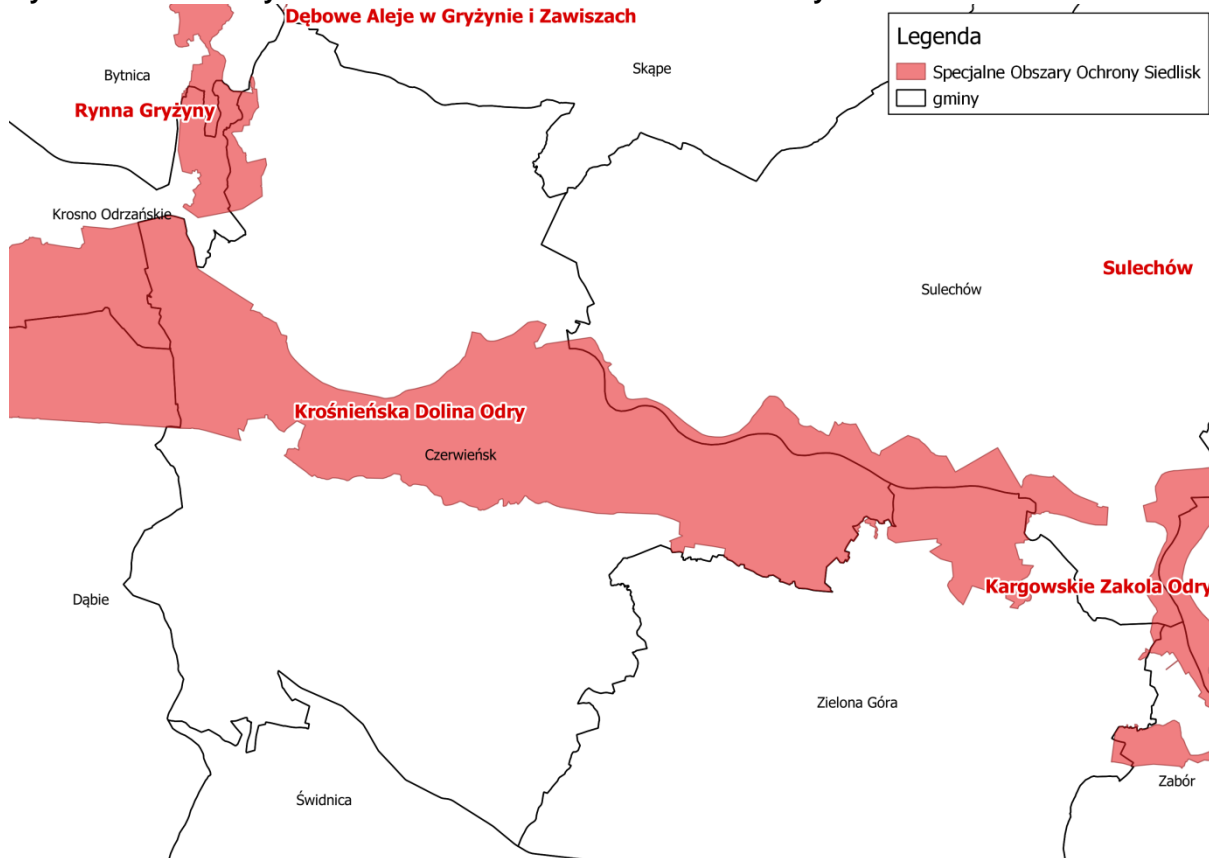 Dębowe Aleje w Gryżynie i Zawiszach
Legenda
Specjalne Obszary Ochrony Siedlisk
gminy
Bytnica
Skąpe
Rynna Gryżyny
Krosno Odrzańskie
Sulechów
Sulechów
Krośnieńska Dolina Odry
Czerwieńsk
Kargowskie Zakola Odry
Dąbie
Zielona Góra
Świdnica
Zabór